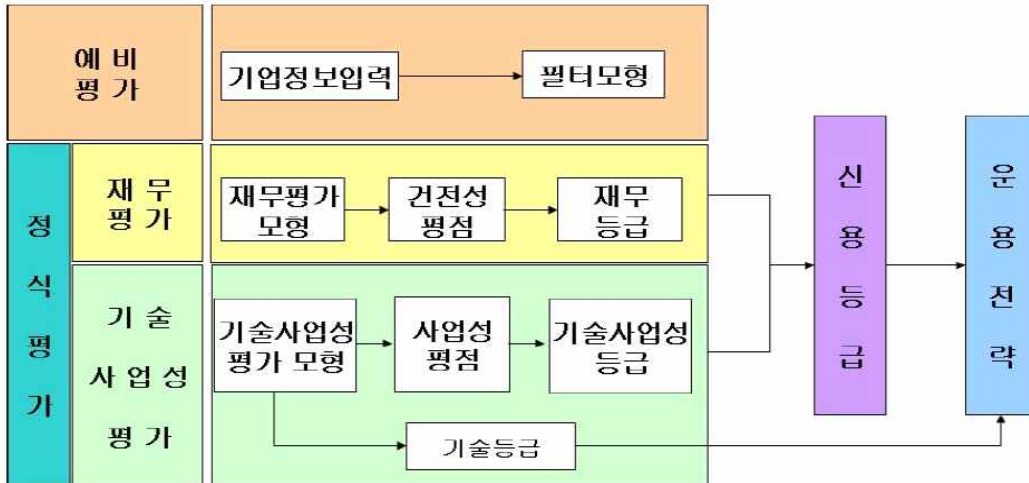 예 비
평 가
기업정보입력
필터모형
정 식 평 가
재 무
평 가
재무평가
모형
건전성
평점
재무
등급
기 술
사 업 성
평 가
기술사업성
평가 모형
사업성
평점
기술사업성
등급
기술등급
신 용 등 급
운 용 전 략